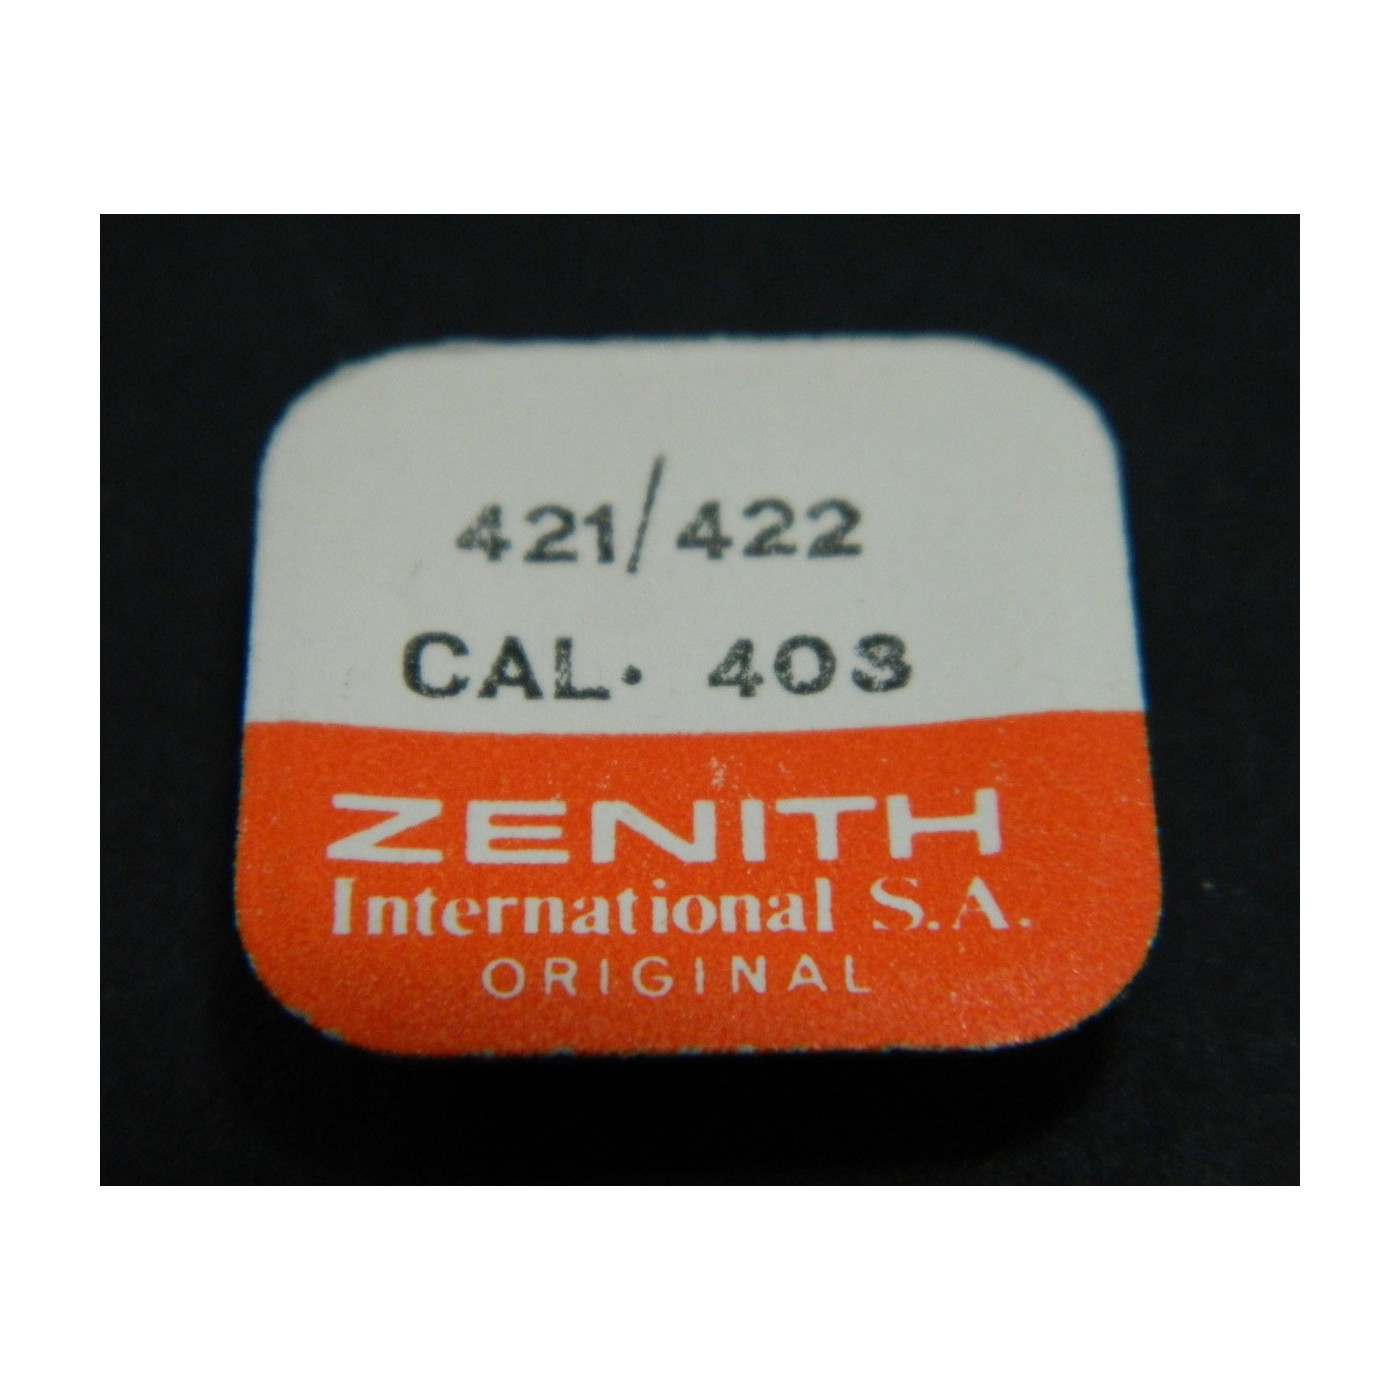 421/422
CAL. 403
ZENITH
International S.A.
ORIGINAL